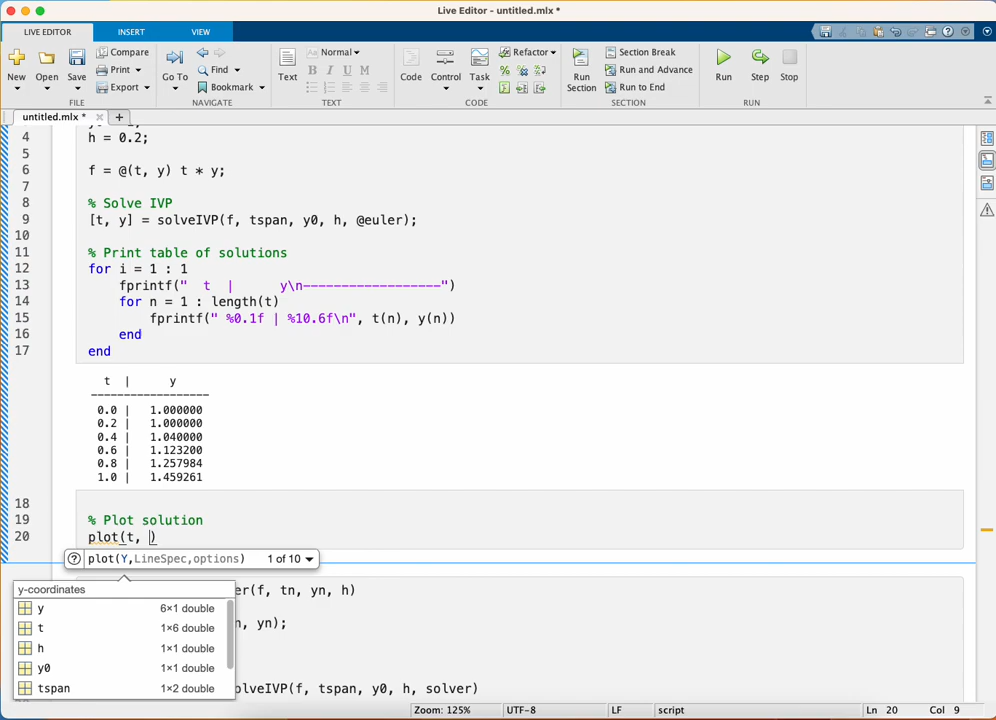 Live Editor - untitled.mlx *
LIVE EDITOR INSERT VIEW
New Open Save Compare Print Export
Go To Find Bookmark
Text Normal B I U M
Code Control Task Refactor
Run Section Section Break Run and Advance Run to End
Run Step Stop
FILE NAVIGATE TEXT CODE SECTION RUN
untitled.mlx *
4 h = 0.2;
5
6 f = @(t, y) t * y;
7
8 % Solve IVP
9 [t, y] = solveIVP(f, tspan, y0, h, @euler);
10
11 % Print table of solutions
12 for i = 1 : 1
13 fprintf(" t | y\n------------------")
14 for n = 1 : length(t)
15 fprintf(" %0.1f | %10.6f\n", t(n), y(n))
16 end
17 end
t | y
------------------
0.0 | 1.000000
0.2 | 1.000000
0.4 | 1.040000
0.6 | 1.123200
0.8 | 1.257984
1.0 | 1.459261
18
19 % Plot solution
20 plot(t, )
plot(Y,LineSpec,options) 1 of 10
y-coordinates
y 6×1 double
t 1×6 double
h 1×1 double
y0 1×1 double
tspan 1×2 double
er(f, tn, yn, h)
n, yn);
olveIVP(f, tspan, y0, h, solver)
Zoom: 125% UTF-8 LF script Ln 20 Col 9